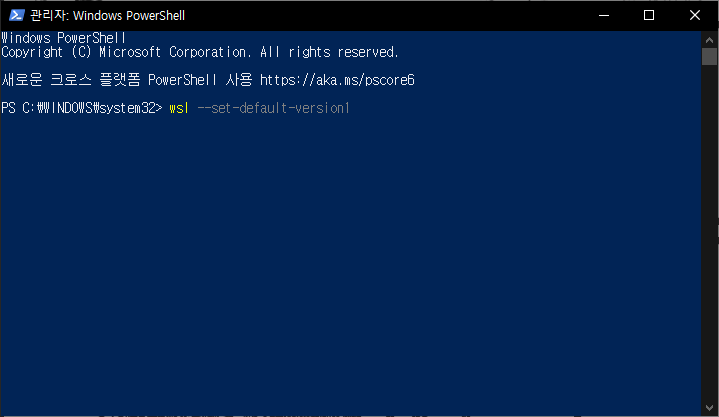 관리자: Windows PowerShell
Windows PowerShell
Copyright (C) Microsoft Corporation. All rights reserved.
새로운 크로스 플랫폼 PowerShell 사용 https://aka.ms/pscore6
PS C:₩WINDOWS₩system32> wsl --set-default-version1